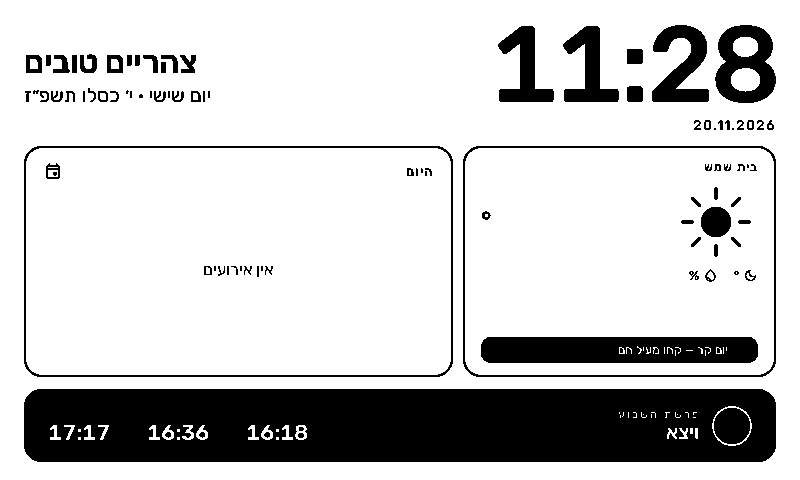 11:28
20.11.2026
צהריים טובים
יום שישי • י׳ כסלו תשפ״ז
בית שמש
°
° %
יום קר – קחו מעיל חם
היום
אין אירועים
פרשת השבוע
ויצא
16:18 16:36 17:17